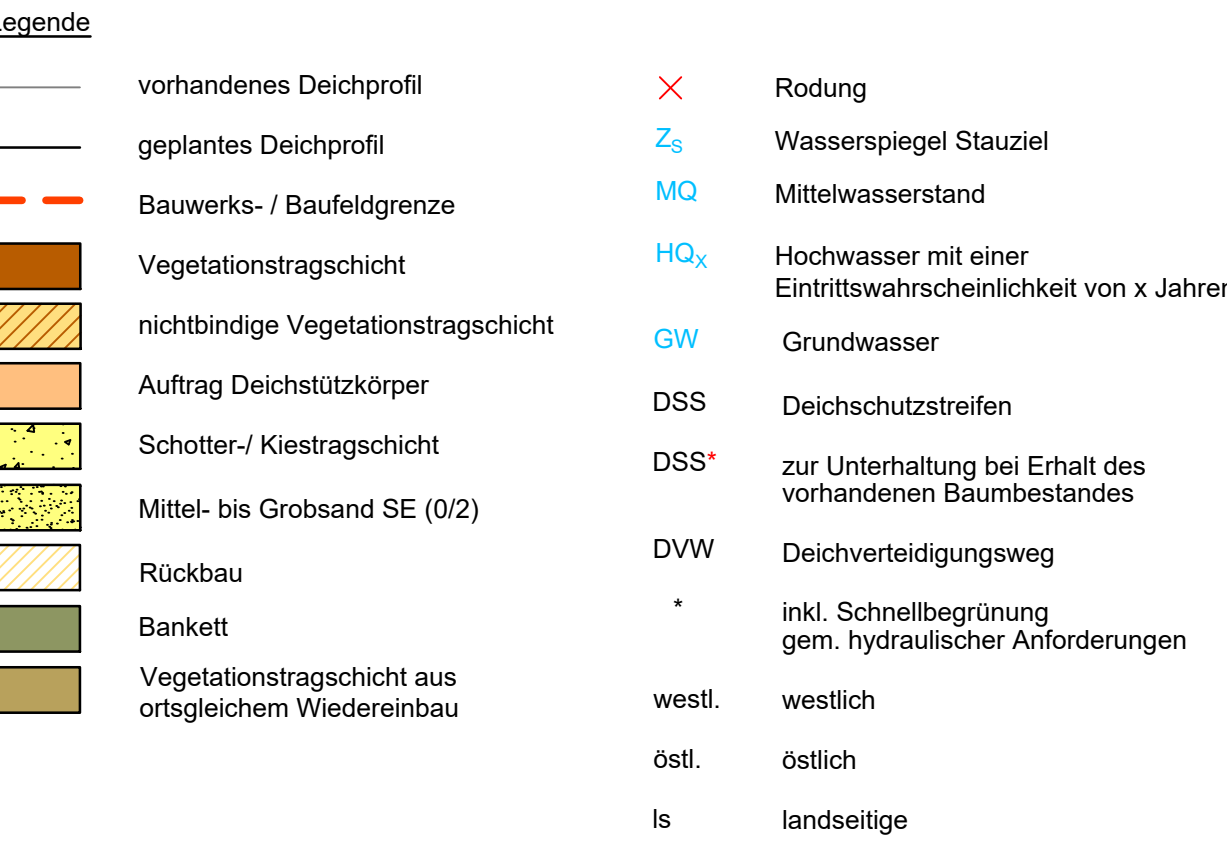 Legende
vorhandenes Deichprofil
geplantes Deichprofil
Bauwerks- / Baufeldgrenze
Vegetationstragschicht
nichtbindige Vegetationstragschicht
Auftrag Deichstützkörper
Schotter-/ Kiestragschicht
Mittel- bis Grobsand SE (0/2)
Rückbau
Bankett
Vegetationstragschicht aus
ortsgleichem Wiedereinbau
Rodung
Z_S Wasserspiegel Stauziel
MQ Mittelwasserstand
HQ_X Hochwasser mit einer
Eintrittswahrscheinlichkeit von x Jahren
GW Grundwasser
DSS Deichschutzstreifen
DSS* zur Unterhaltung bei Erhalt des
vorhandenen Baumbestandes
DVW Deichverteidigungsweg
* inkl. Schnellbegrünung
gem. hydraulischer Anforderungen
westl. westlich
östl. östlich
ls landseitige